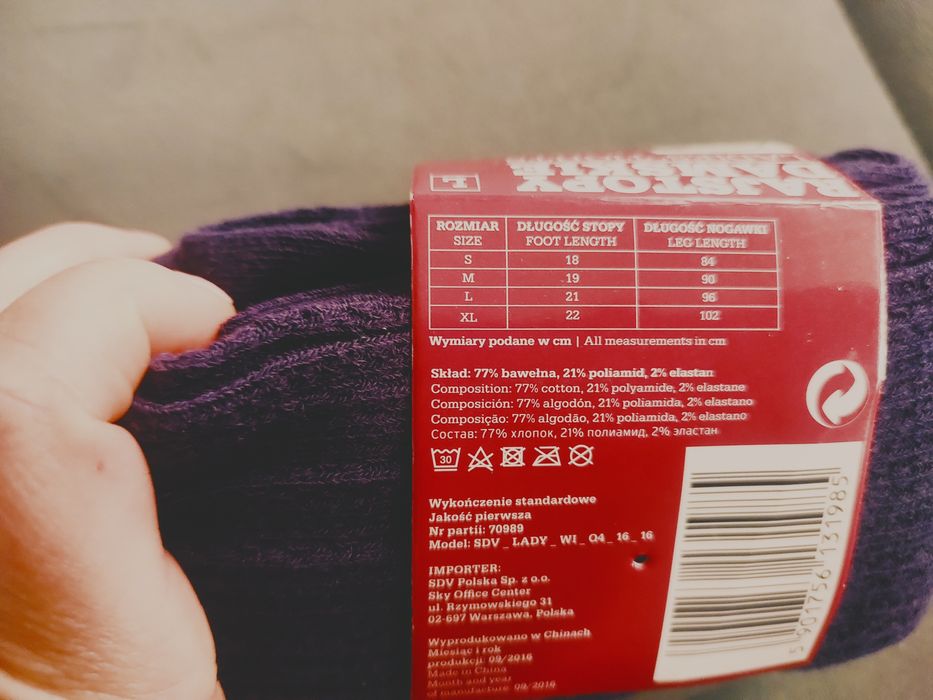 RAJSTOPY
DAMSKIE
L
ROZMIAR DŁUGOŚĆ STOPY DŁUGOŚĆ NOGAWKI
SIZE FOOT LENGTH LEG LENGTH
S 18 84
M 19 90
L 21 96
XL 22 102
Wymiary podane w cm | All measurements in cm
Skład: 77% bawełna, 21% poliamid, 2% elastan
Composition: 77% cotton, 21% polyamide, 2% elastane
Composición: 77% algodón, 21% poliamida, 2% elastano
Composição: 77% algodão, 21% poliamida, 2% elastano
Состав: 77% хлопок, 21% полиамид, 2% эластан
30
Wykończenie standardowe
Jakość pierwsza
Nr partii: 70989
Model: SDV _ LADY _ WI _ 04 _ 16 _ 16
IMPORTER:
SDV Polska Sp. z o.o.
Sky Office Center
ul. Rzymowskiego 31
02-697 Warszawa, Polska
Wyprodukowano w Chinach
Miesiąc i rok
produkcji: 09/2016
Made in China
Month and year
of manufacture 09/2016
5 901756 131985